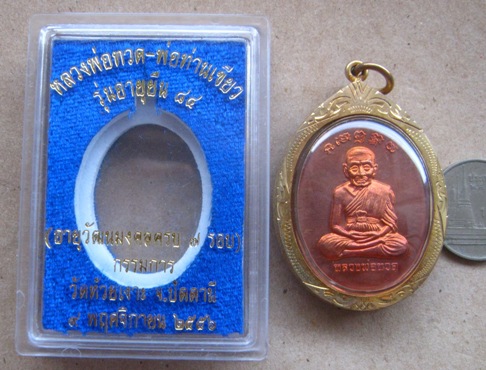 หลวงพ่อทวด-พ่อท่านเขียว
รุ่นอายุยืน ๘๔
(อายุวัฒนมงคลครบ ๗ รอบ)
กรรมการ
วัดห้วยเงาะ จ.ปัตตานี
๙ พฤศจิกายน ๒๕๕๖
หลวงพ่อทวด